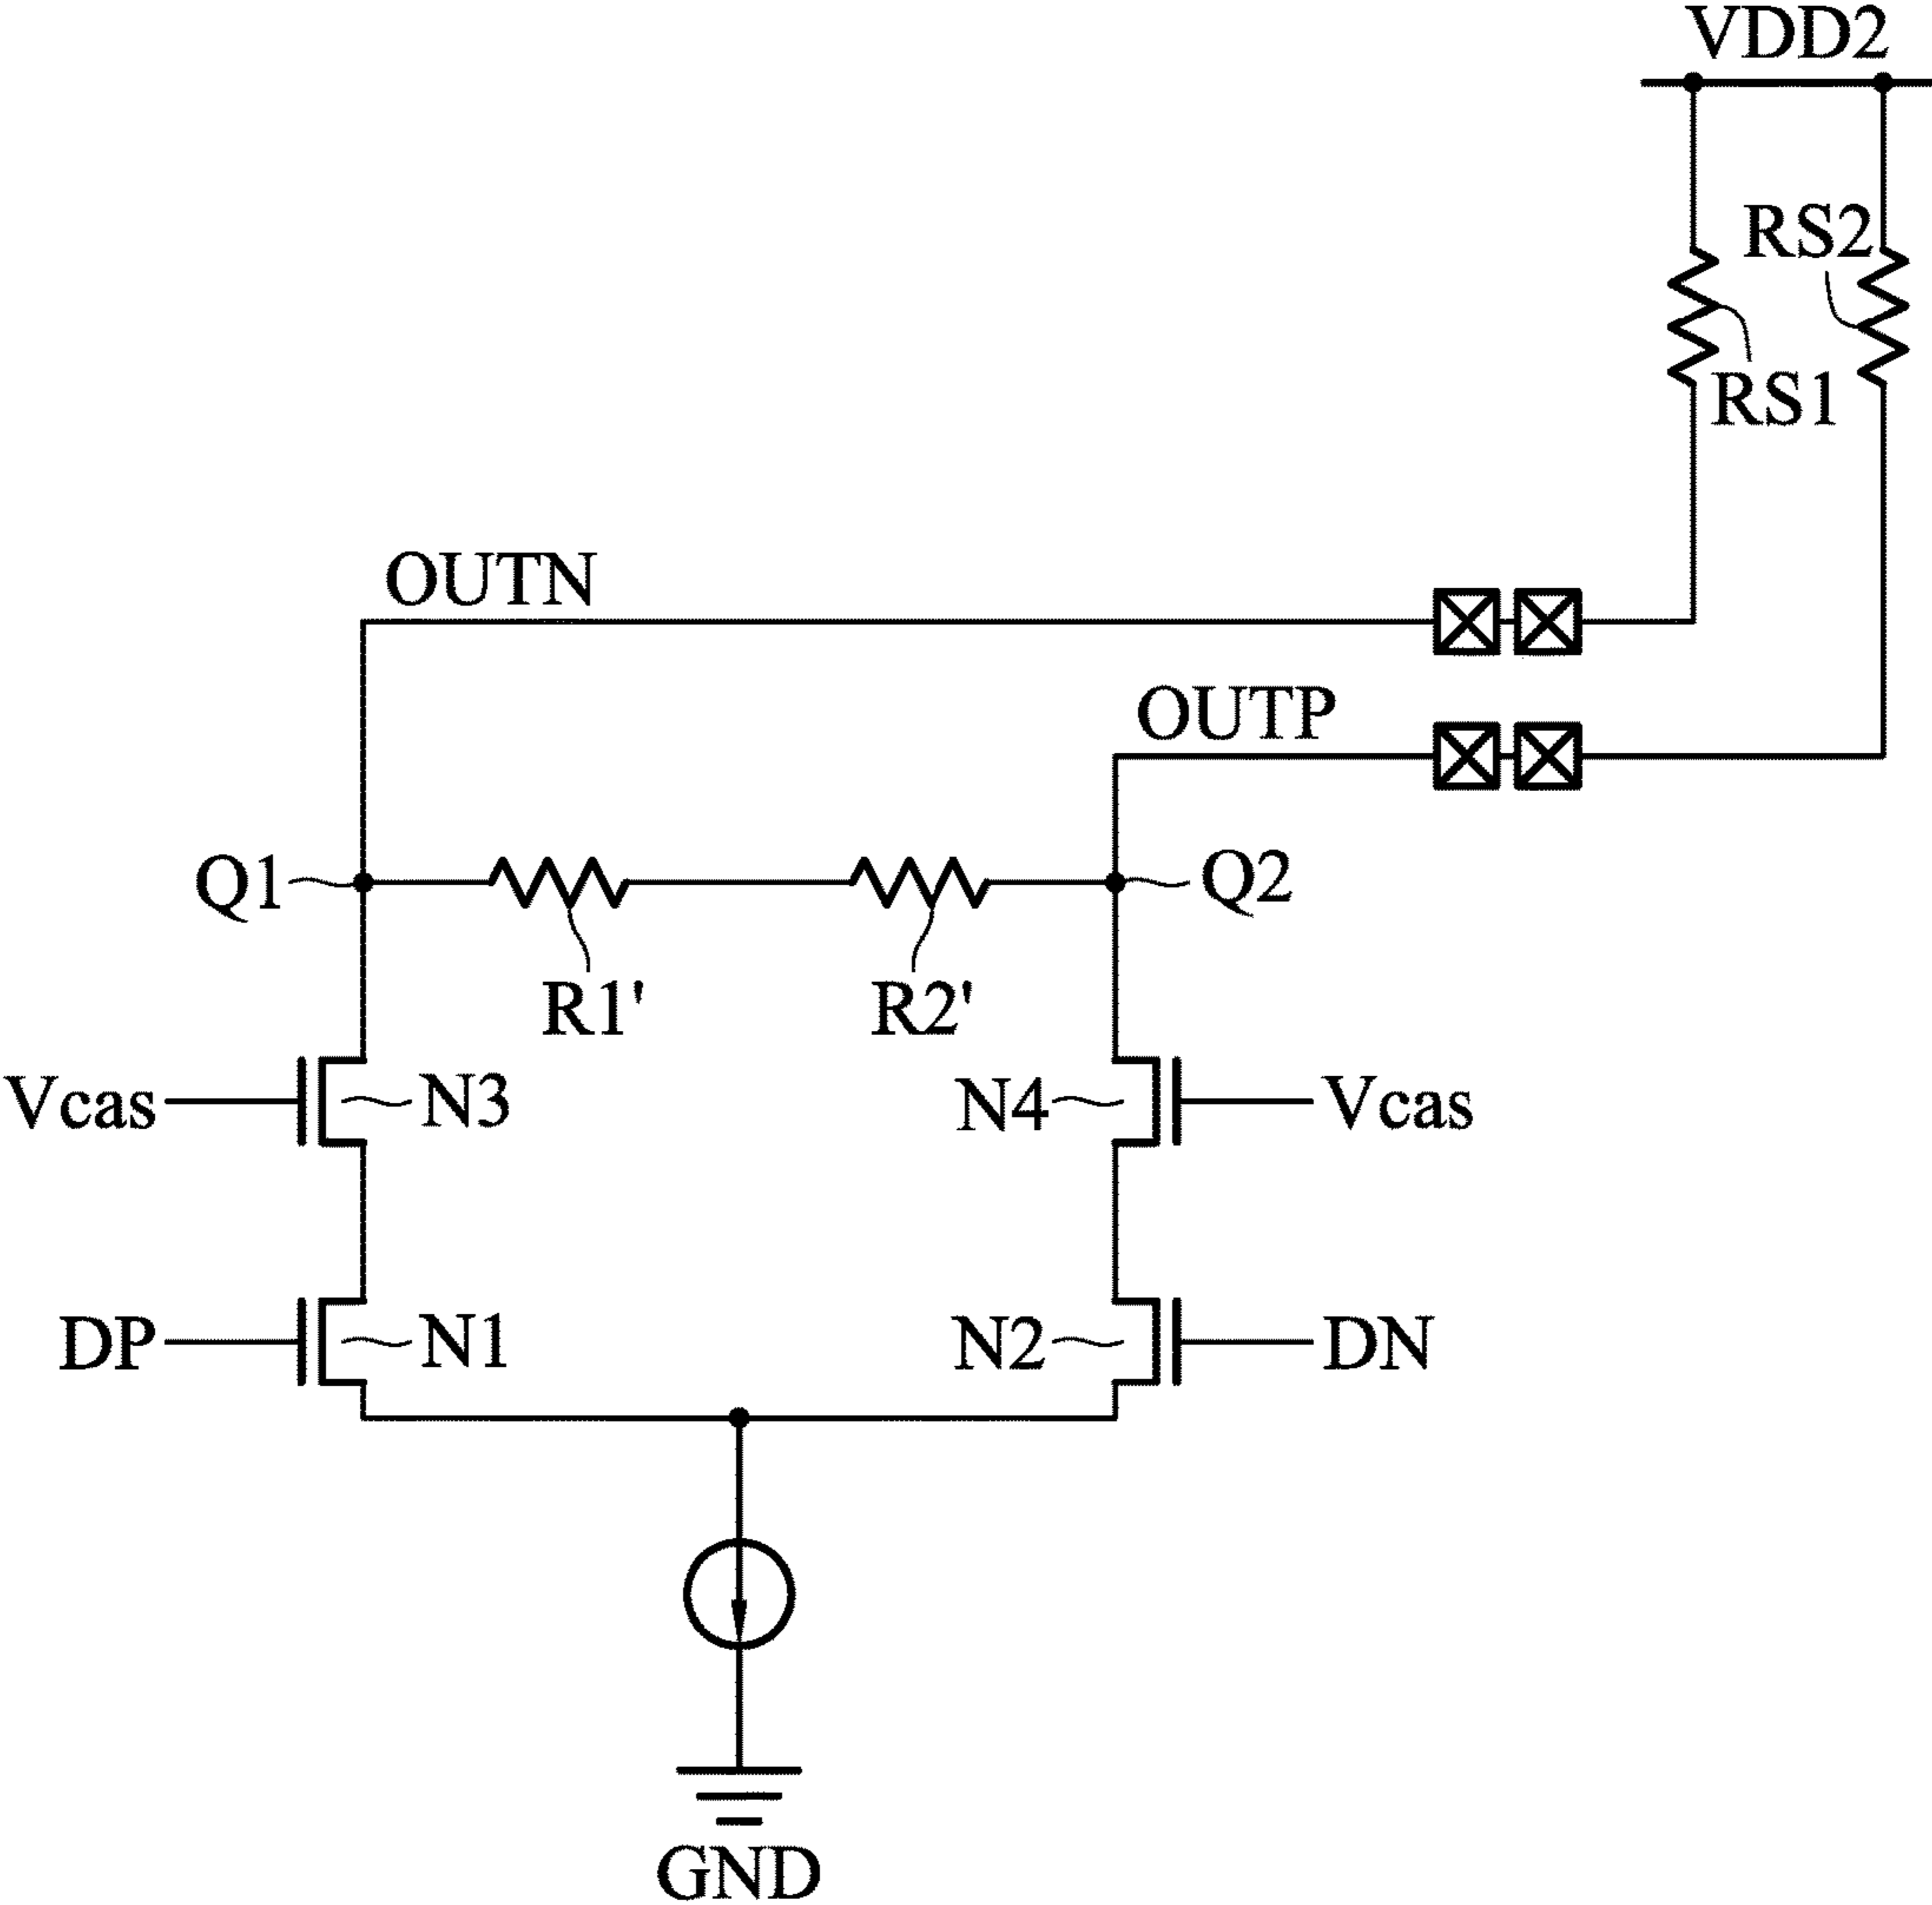 VDD2
RS2
RS1
OUTN
OUTP
Q1
Q2
R1'
R2'
Vcas
N3
N4
Vcas
DP
N1
N2
DN
GND